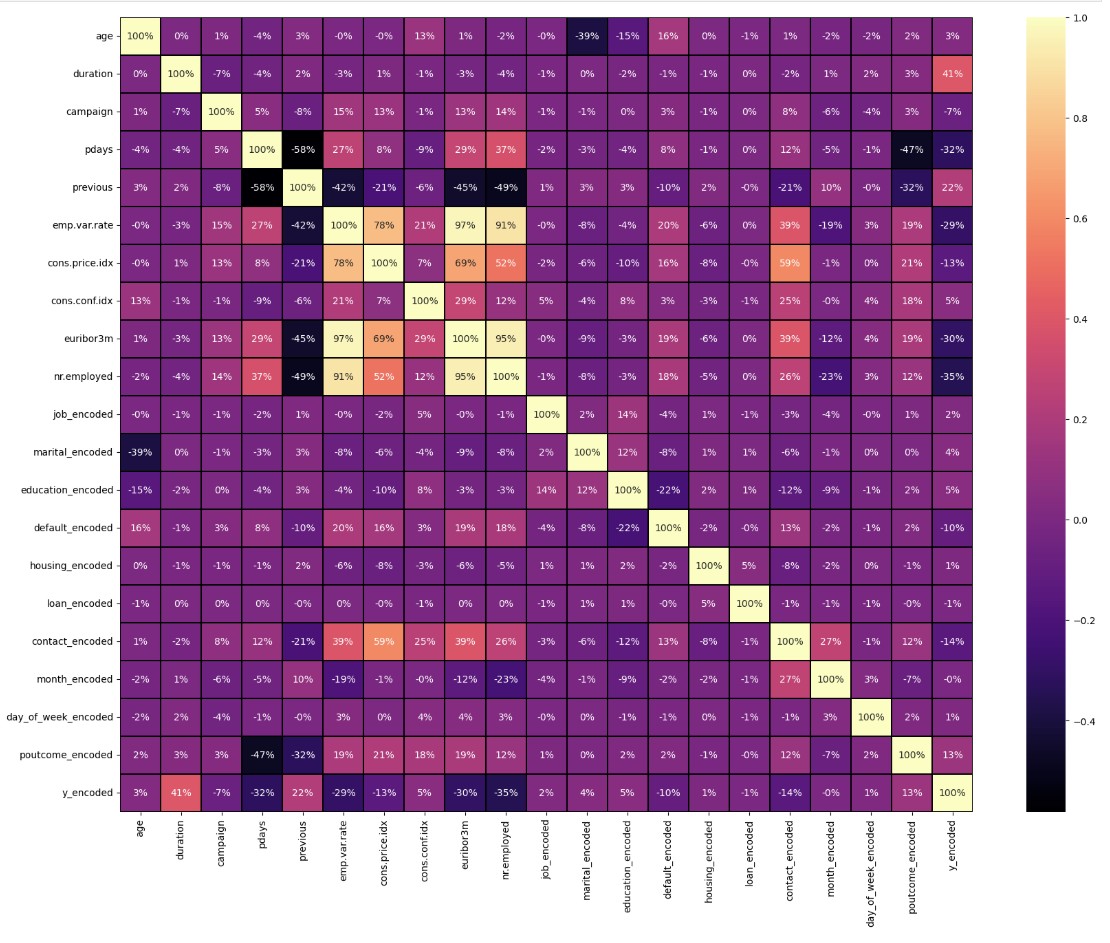 age 100% 0% 1% -4% 3% -0% -0% 13% 1% -2% -0% -39% -15% 16% 0% -1% 1% -2% -2% 2% 3%
duration 0% 100% -7% -4% 2% -3% 1% -1% -3% -4% -1% 0% -2% -1% -1% 0% -2% 1% 2% 3% 41%
campaign 1% -7% 100% 5% -8% 15% 13% -1% 13% 14% -1% -1% 0% 3% -1% 0% 8% -6% -4% 3% -7%
pdays -4% -4% 5% 100% -58% 27% 8% -9% 29% 37% -2% -3% -4% 8% -1% 0% 12% -5% -1% -47% -32%
previous 3% 2% -8% -58% 100% -42% -21% -6% -45% -49% 1% 3% 3% -10% 2% -0% -21% 10% -0% -32% 22%
emp.var.rate -0% -3% 15% 27% -42% 100% 78% 21% 97% 91% -0% -8% -4% 20% -6% 0% 39% -19% 3% 19% -29%
cons.price.idx -0% 1% 13% 8% -21% 78% 100% 7% 69% 52% -2% -6% -10% 16% -8% -0% 59% -1% 0% 21% -13%
cons.conf.idx 13% -1% -1% -9% -6% 21% 7% 100% 29% 12% 5% -4% 8% 3% -3% -1% 25% -0% 4% 18% 5%
euribor3m 1% -3% 13% 29% -45% 97% 69% 29% 100% 95% -0% -9% -3% 19% -6% 0% 39% -12% 4% 19% -30%
nr.employed -2% -4% 14% 37% -49% 91% 52% 12% 95% 100% -1% -8% -3% 18% -5% 0% 26% -23% 3% 12% -35%
job_encoded -0% -1% -1% -2% 1% -0% -2% 5% -0% -1% 100% 2% 14% -4% 1% -1% -3% -4% -0% 1% 2%
marital_encoded -39% 0% -1% -3% 3% -8% -6% -4% -9% -8% 2% 100% 12% -8% 1% 1% -6% -1% 0% 0% 4%
education_encoded -15% -2% 0% -4% 3% -4% -10% 8% -3% -3% 14% 12% 100% -22% 2% 1% -12% -9% -1% 2% 5%
default_encoded 16% -1% 3% 8% -10% 20% 16% 3% 19% 18% -4% -8% -22% 100% -2% -0% 13% -2% -1% 2% -10%
housing_encoded 0% -1% -1% -1% 2% -6% -8% -3% -6% -5% 1% 1% 2% -2% 100% 5% -8% -2% 0% -1% 1%
loan_encoded -1% 0% 0% 0% -0% 0% -0% -1% 0% 0% -1% 1% 1% -0% 5% 100% -1% -1% -1% -0% -1%
contact_encoded 1% -2% 8% 12% -21% 39% 59% 25% 39% 26% -3% -6% -12% 13% -8% -1% 100% 27% -1% 12% -14%
month_encoded -2% 1% -6% -5% 10% -19% -1% -0% -12% -23% -4% -1% -9% -2% -2% -1% 27% 100% 3% -7% -0%
day_of_week_encoded -2% 2% -4% -1% -0% 3% 0% 4% 4% 3% -0% 0% -1% -1% 0% -1% -1% 3% 100% 2% 1%
poutcome_encoded 2% 3% 3% -47% -32% 19% 21% 18% 19% 12% 1% 0% 2% 2% -1% -0% 12% -7% 2% 100% 13%
y_encoded 3% 41% -7% -32% 22% -29% -13% 5% -30% -35% 2% 4% 5% -10% 1% -1% -14% -0% 1% 13% 100%
age
duration
campaign
pdays
previous
emp.var.rate
cons.price.idx
cons.conf.idx
euribor3m
nr.employed
job_encoded
marital_encoded
education_encoded
default_encoded
housing_encoded
loan_encoded
contact_encoded
month_encoded
day_of_week_encoded
poutcome_encoded
y_encoded
1.0
0.8
0.6
0.4
0.2
0.0
−0.2
−0.4